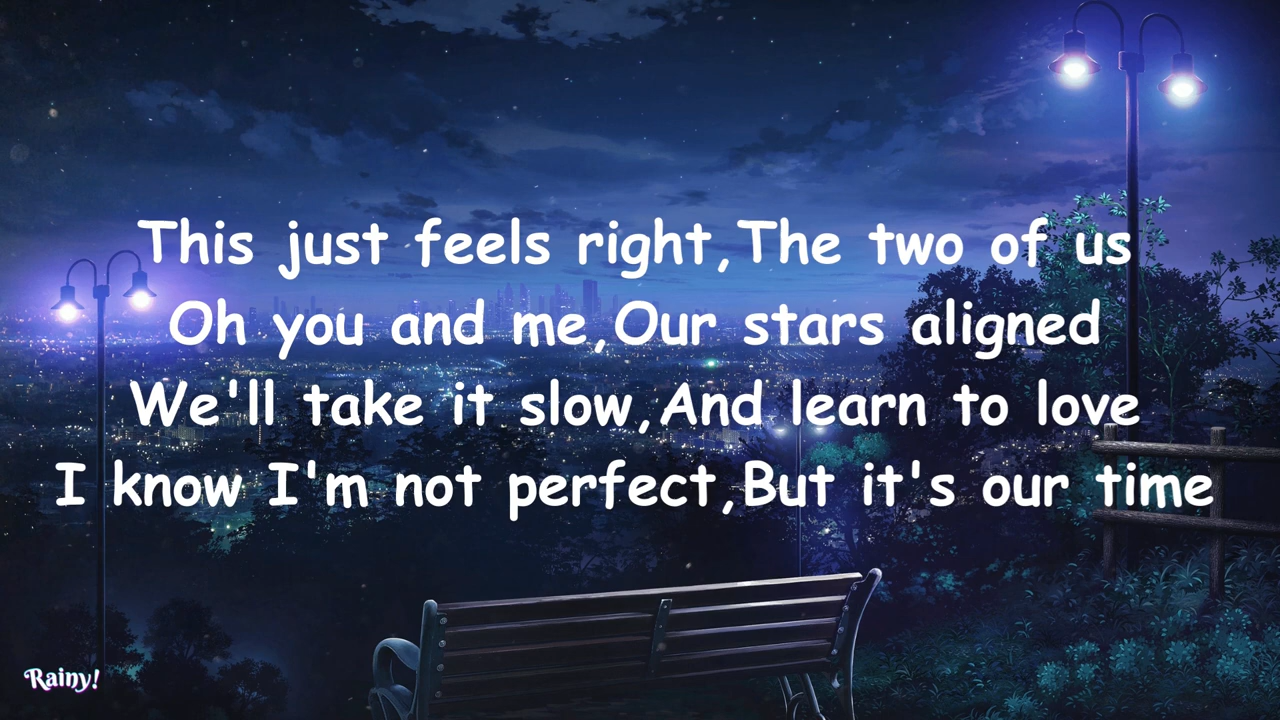 This just feels right,The two of us
Oh you and me,Our stars aligned
We'll take it slow,And learn to love
I know I'm not perfect,But it's our time
Rainy!